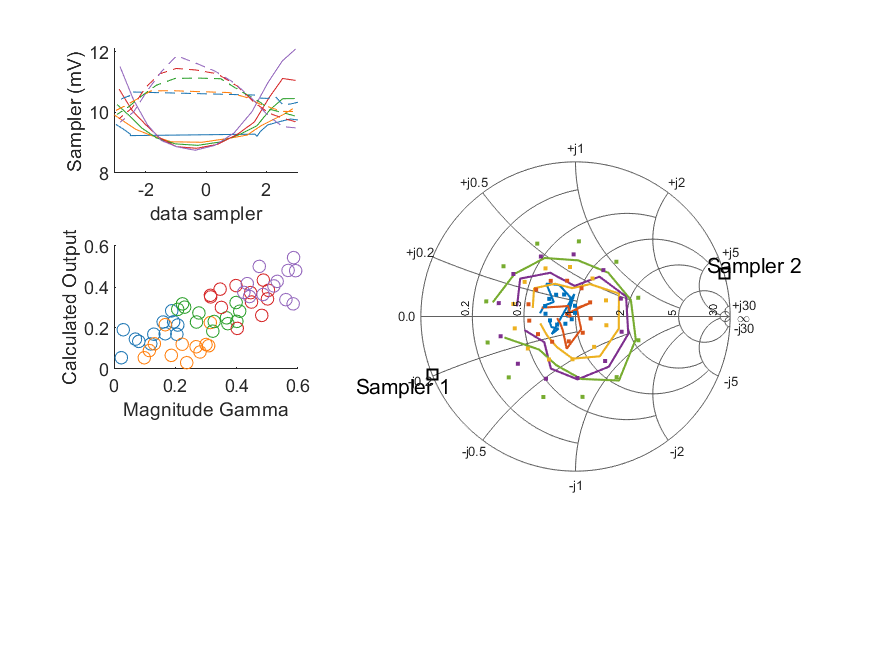 12
10
8
Sampler (mV)
-2
0
2
data sampler
0.6
0.4
0.2
0
Calculated Output
0
0.2
0.4
0.6
Magnitude Gamma
+j1
+j0.5
+j2
+j0.2
+j5
Sampler 2
0.0
0.2
0.5
2
5
30
+j30
∞
-j30
Sampler 1
-j5
-j0.5
-j2
-j1